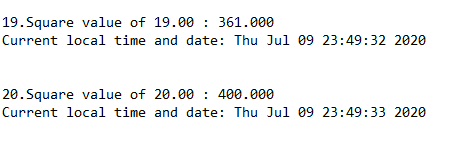 19.Square value of 19.00 : 361.000
Current local time and date: Thu Jul 09 23:49:32 2020
20.Square value of 20.00 : 400.000
Current local time and date: Thu Jul 09 23:49:33 2020